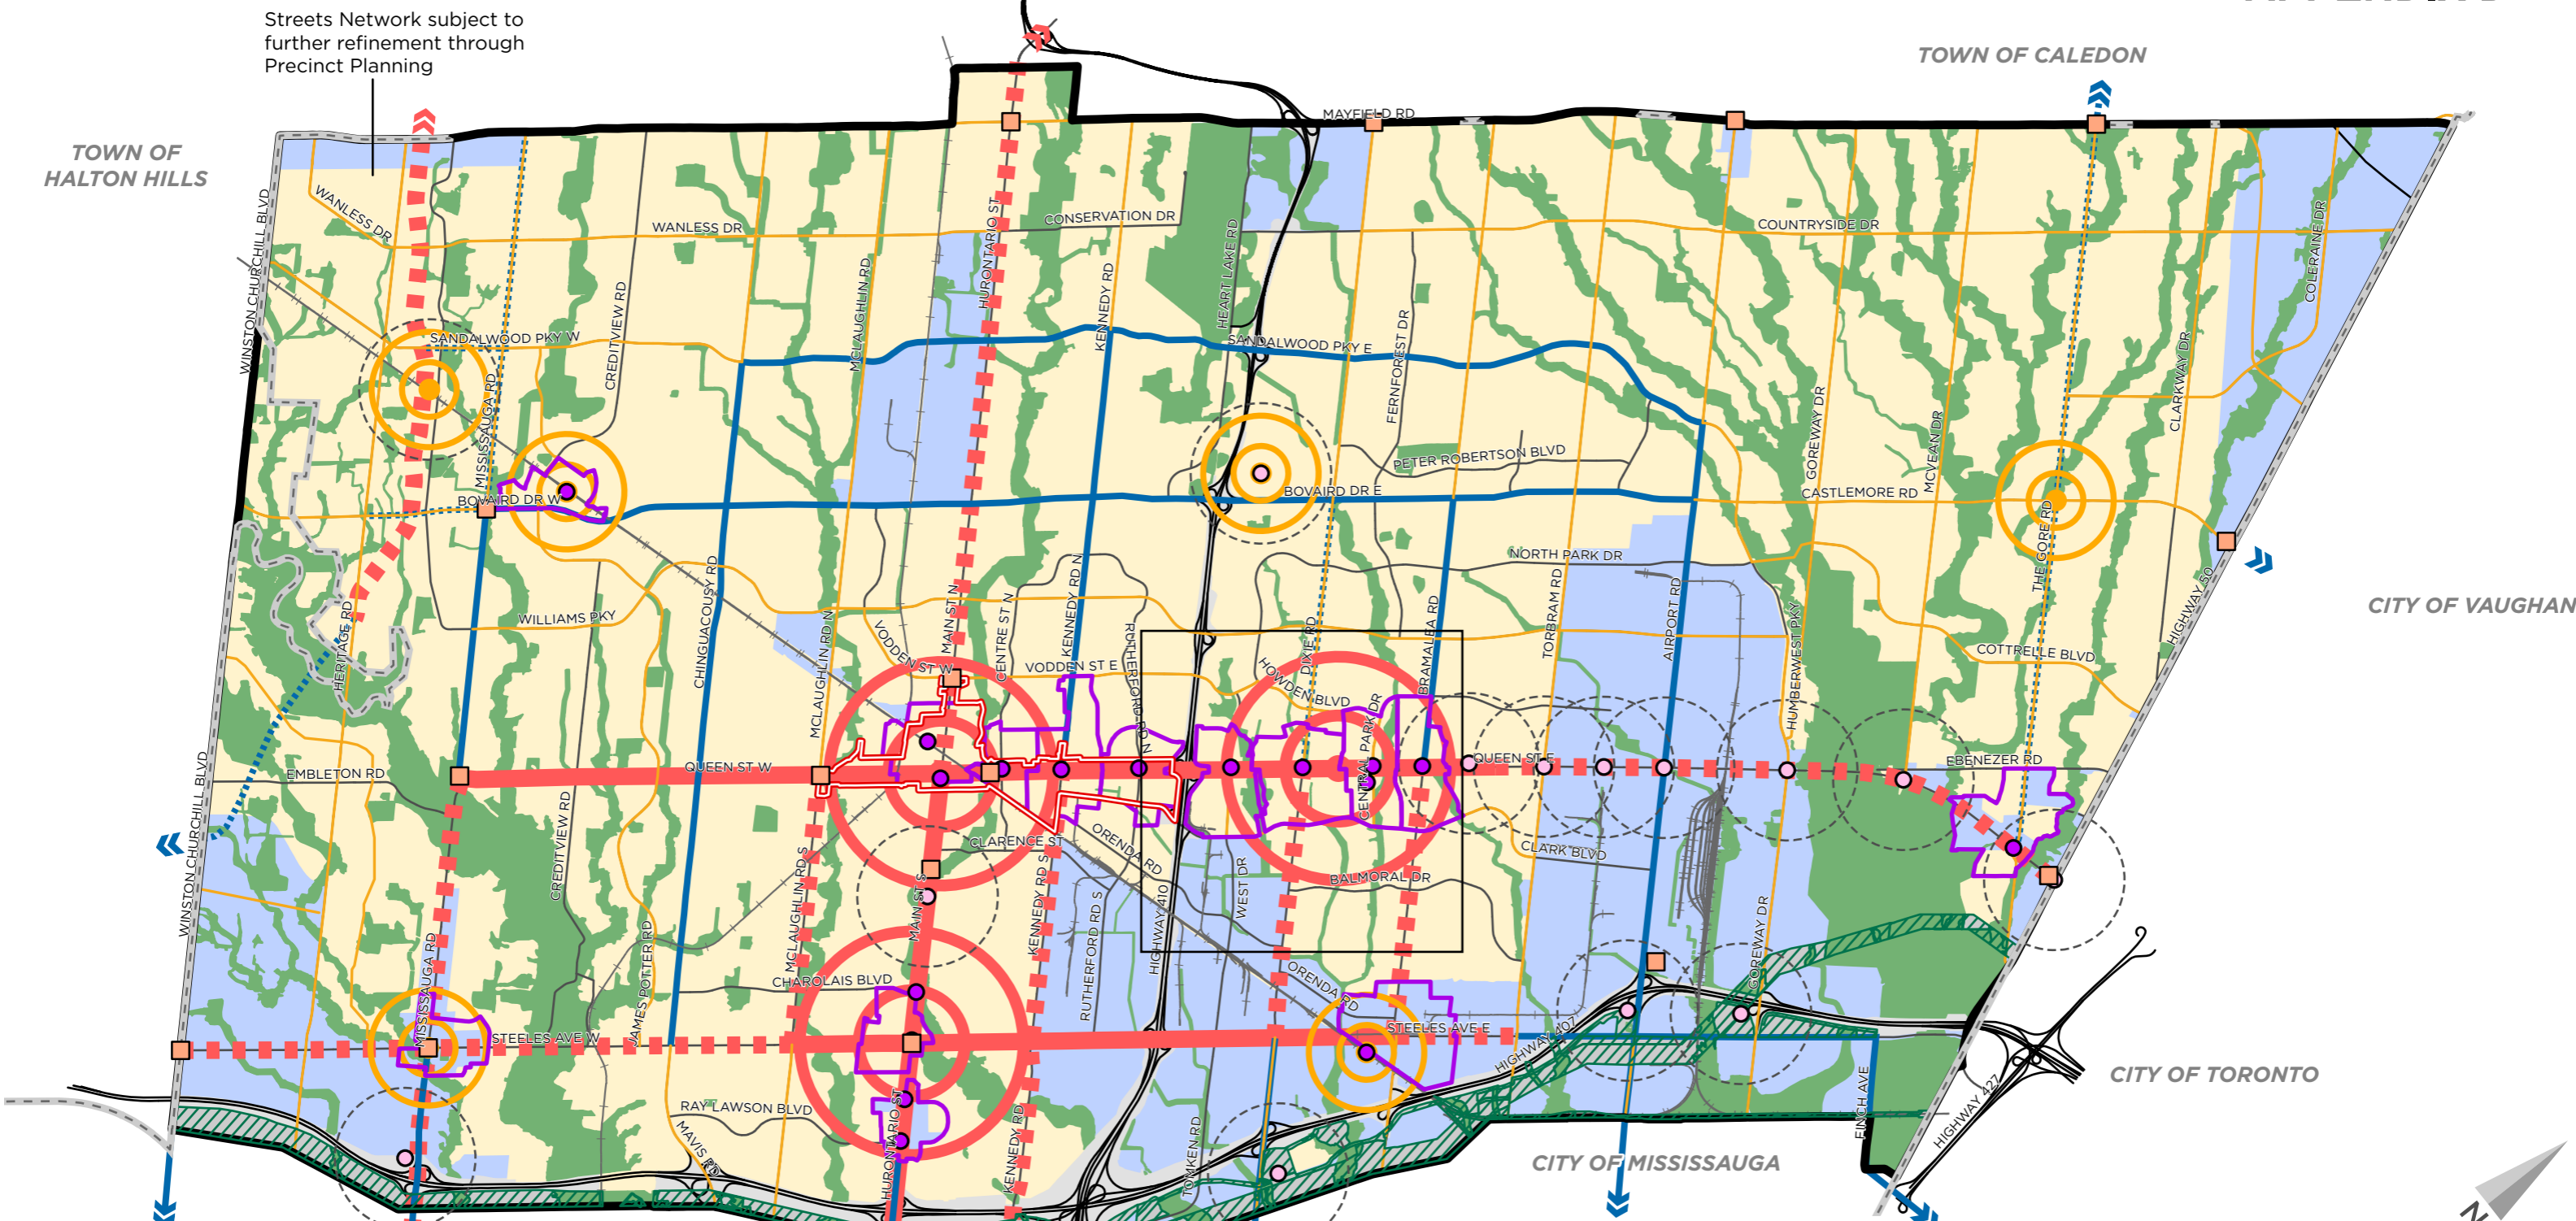 Streets Network subject to
further refinement through
Precinct Planning
TOWN OF CALEDON
TOWN OF
HALTON HILLS
MAYFIELD RD
WANLESS DR
WANLESS DR
CONSERVATION DR
COUNTRYSIDE DR
WINSTON CHURCHILL BLVD
CREDITVIEW RD
MCLAUGHLIN RD
HURONTARIO ST
KENNEDY RD
HEART LAKE RD
FERNFOREST DR
GOREWAY DR
MCVEAN DR
CLARKWAY DR
COLERAINE DR
SANDALWOOD PKY W
SANDALWOOD PKY E
MISSISSAUGA RD
BOVAIRD DR W
PETER ROBERTSON BLVD
BOVAIRD DR E
CASTLEMORE RD
THE GORE RD
NORTH PARK DR
CITY OF VAUGHAN
HIGHWAY 50
HERITAGE RD
WILLIAMS PKY
CHINGUACOUSY RD
MCLAUGHLIN RD N
VODDEN ST W
MAIN ST N
CENTRE ST N
KENNEDY RD N
VODDEN ST E
RUTHERFORD RD N
HOWDEN BLVD
DIXIE RD
CENTRAL PARK DR
BRAMALEA RD
TORBRAM RD
AIRPORT RD
HUMBERWEST PKY
COTTRELLE BLVD
EMBLETON RD
QUEEN ST W
QUEEN ST E
EBENEZER RD
WINSTON CHURCHILL BLVD
CREDITVIEW RD
CLARENCE ST
ORENDA RD
CLARK BLVD
BALMORAL DR
WEST DR
MCLAUGHLIN RD S
MAIN ST S
KENNEDY RD S
RUTHERFORD RD S
HIGHWAY 410
GOREWAY DR
MISSISSAUGA RD
JAMES POTTER RD
CHAROLAIS BLVD
ORENDA RD
STEELES AVE W
STEELES AVE E
HIGHWAY 407
CITY OF TORONTO
RAY LAWSON BLVD
MAVIS RD
HURONTARIO ST
KENNEDY RD
TOMKEN RD
FINCH AVE
HIGHWAY 427
CITY OF MISSISSAUGA
N